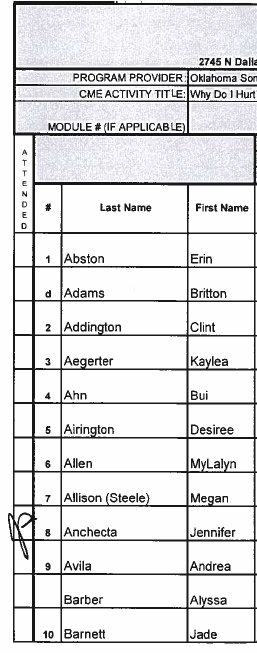 2745 N Dalla
PROGRAM PROVIDER: Oklahoma Son
CME ACTIVITY TITLE: Why Do I Hurt
MODULE # (IF APPLICABLE)
ATTENDED
# Last Name First Name
1 Abston Erin
d Adams Britton
2 Addington Clint
3 Aegerter Kaylea
4 Ahn Bui
5 Airington Desiree
6 Allen MyLalyn
7 Allison (Steele) Megan
8 Anchecta Jennifer
9 Avila Andrea
Barber Alyssa
10 Barnett Jade